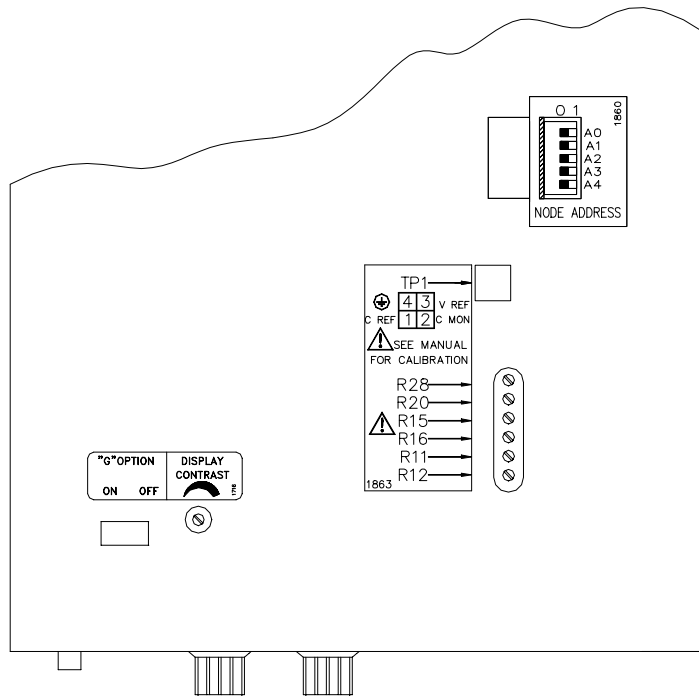 0 1
1860
A0
A1
A2
A3
A4
NODE ADDRESS
TP1
4 3 V REF
C REF 1 2 C MON
SEE MANUAL
FOR CALIBRATION
R28
R20
R15
R16
R11
R12
1863
"G"OPTION
ON OFF
DISPLAY
CONTRAST
1718